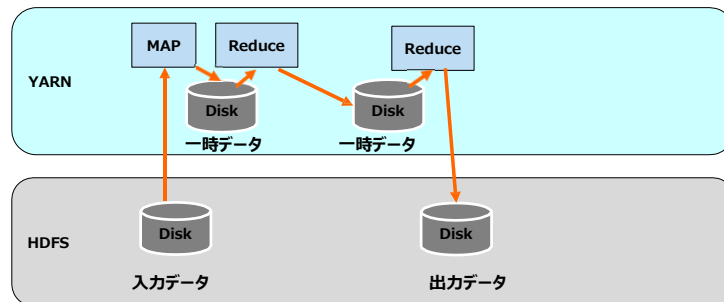 MAP
Reduce
Reduce
YARN
Disk
Disk
一時データ
一時データ
HDFS
Disk
Disk
入力データ
出力データ